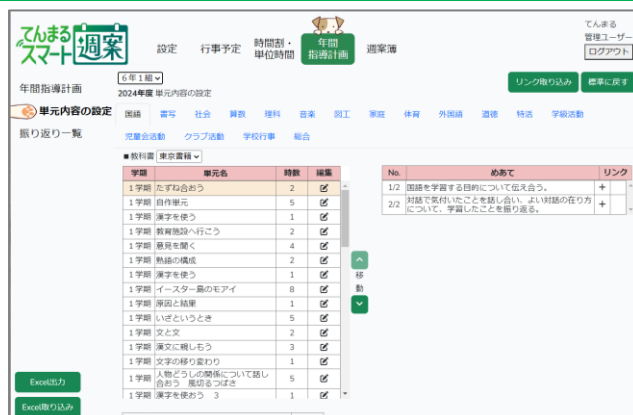 てんまる
スマート週案
設定
行事予定
時間割・
単位時間
年間
指導計画
週案簿
てんまる
管理ユーザー
ログアウト
年間指導計画
単元内容の設定
振り返り一覧
6年1組
2024年度 単元内容の設定
リンク取り込み
標準に戻す
国語 書写 社会 算数 理科 音楽 図工 家庭 体育 外国語 道徳 特活 学級活動
児童会活動 クラブ活動 学校行事 総合
■教科書 東京書籍
学期 単元名 時数 編集
1学期 たずね合おう 2
1学期 自作単元 5
1学期 漢字を使う 1
1学期 教育施設へ行こう 2
1学期 意見を聞く 4
1学期 熟語の構成 2
1学期 漢字を使う 1
1学期 イースター島のモアイ 8
1学期 原因と結果 1
1学期 いざというとき 5
1学期 文と文 2
1学期 漢文に親しもう 3
1学期 文字の移り変わり 1
1学期 人物どうしの関係について話し
合おう 風切るつばさ 5
1学期 漢字を使おう 3 1
移
動
No. めあて リンク
1/2 国語を学習する目的について伝え合う。 +
2/2 対話で気付いたことを話し合い、よい対話の在り方
について、学習したことを振り返る。 +
Excel出力
Excel取り込み